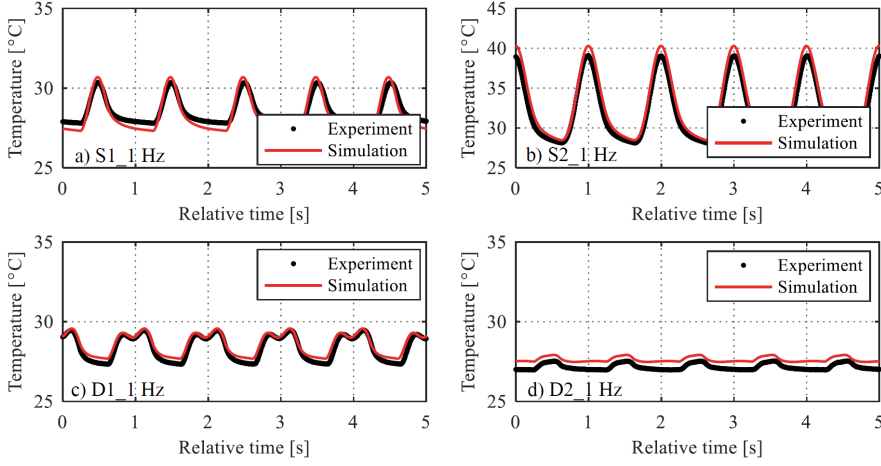 Temperature [°C]
35
30
25
0 1 2 3 4 5
Relative time [s]
a) S1_1 Hz
Experiment
Simulation
Temperature [°C]
45
40
35
30
25
0 1 2 3 4 5
Relative time [s]
b) S2_1 Hz
Experiment
Simulation
Temperature [°C]
35
30
25
0 1 2 3 4 5
Relative time [s]
c) D1_1 Hz
Experiment
Simulation
Temperature [°C]
35
30
25
0 1 2 3 4 5
Relative time [s]
d) D2_1 Hz
Experiment
Simulation